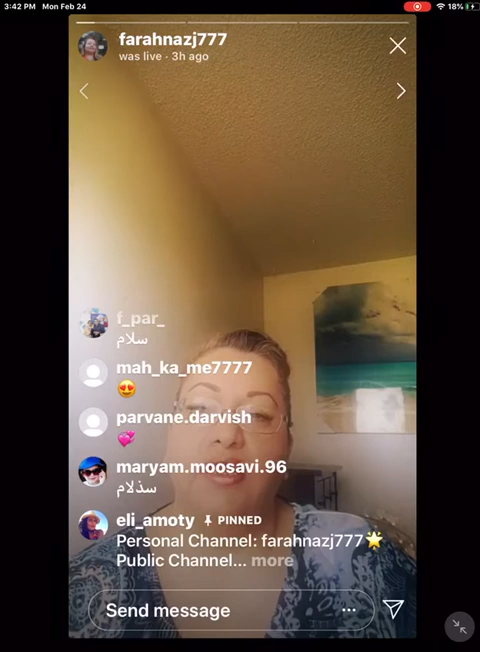 3:42 PM Mon Feb 24
18%
farahnazj777
was live · 3h ago
f_par_
سلام
mah_ka_me7777
😍
parvane.darvish
💞
maryam.moosavi.96
سذلام
eli_amoty PINNED
Personal Channel: farahnazj777🌟
Public Channel... more
Send message